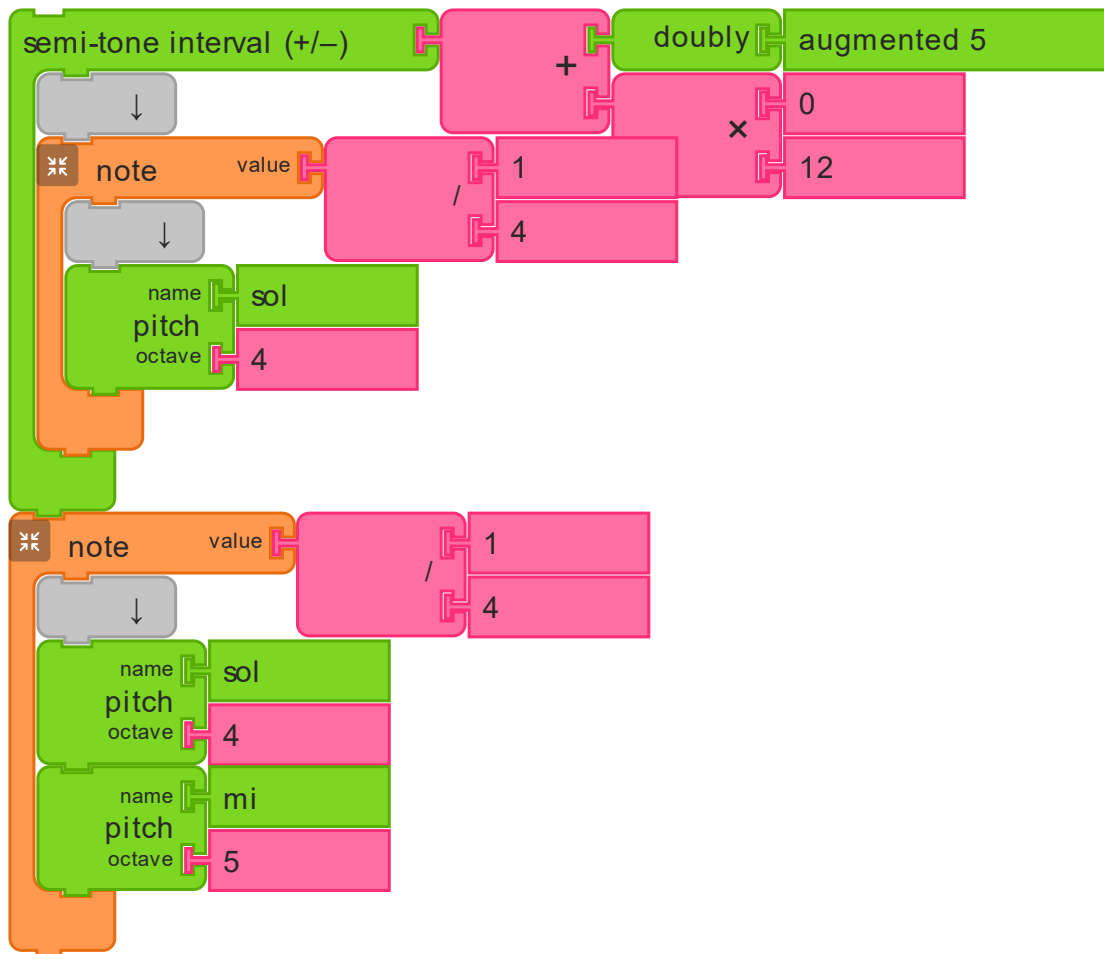 semi-tone interval (+/–) + doubly augmented 5
↓ × 0
12
note value / 1
4
↓
name sol
pitch
octave 4
note value / 1
4
↓
name sol
pitch
octave 4
name mi
pitch
octave 5